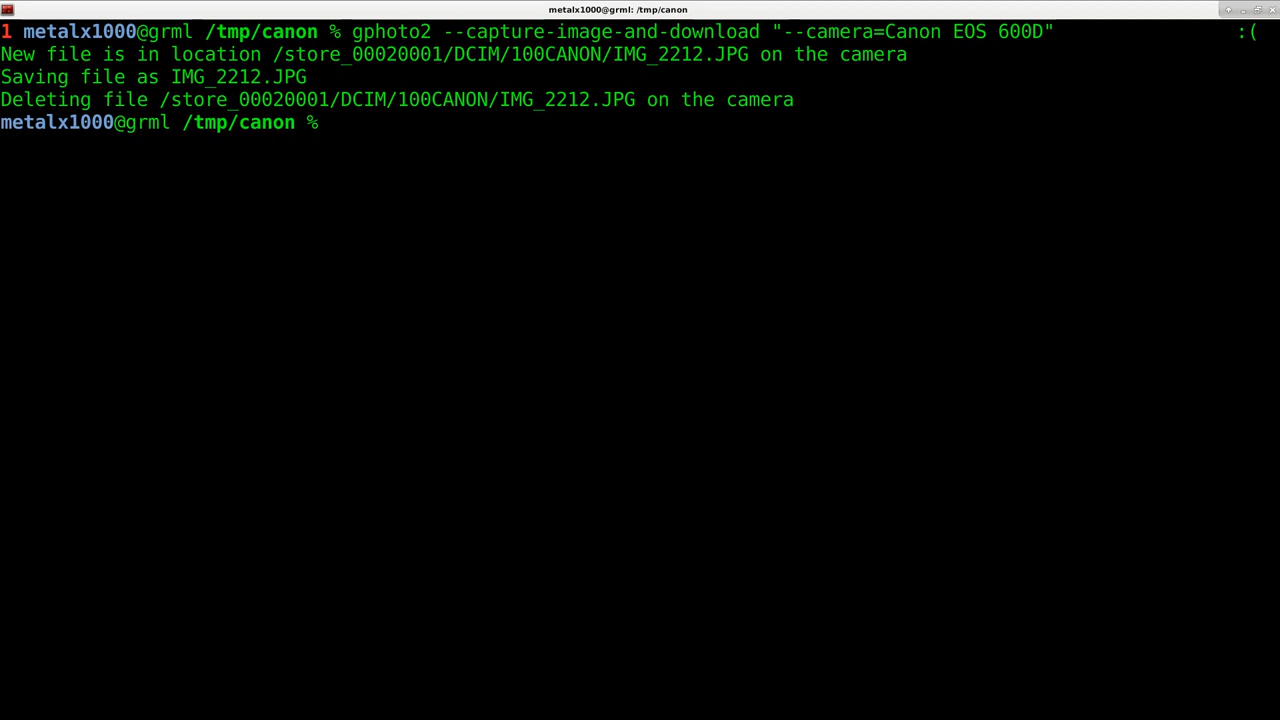 metalx1000@grml: /tmp/canon
1 metalx1000@grml /tmp/canon % gphoto2 --capture-image-and-download "--camera=Canon EOS 600D" :(
New file is in location /store_00020001/DCIM/100CANON/IMG_2212.JPG on the camera
Saving file as IMG_2212.JPG
Deleting file /store_00020001/DCIM/100CANON/IMG_2212.JPG on the camera
metalx1000@grml /tmp/canon %